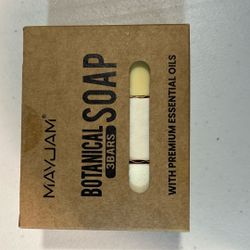 MAYJAM
BOTANICAL
3BARS
SOAP
WITH PREMIUM ESSENTIAL OILS